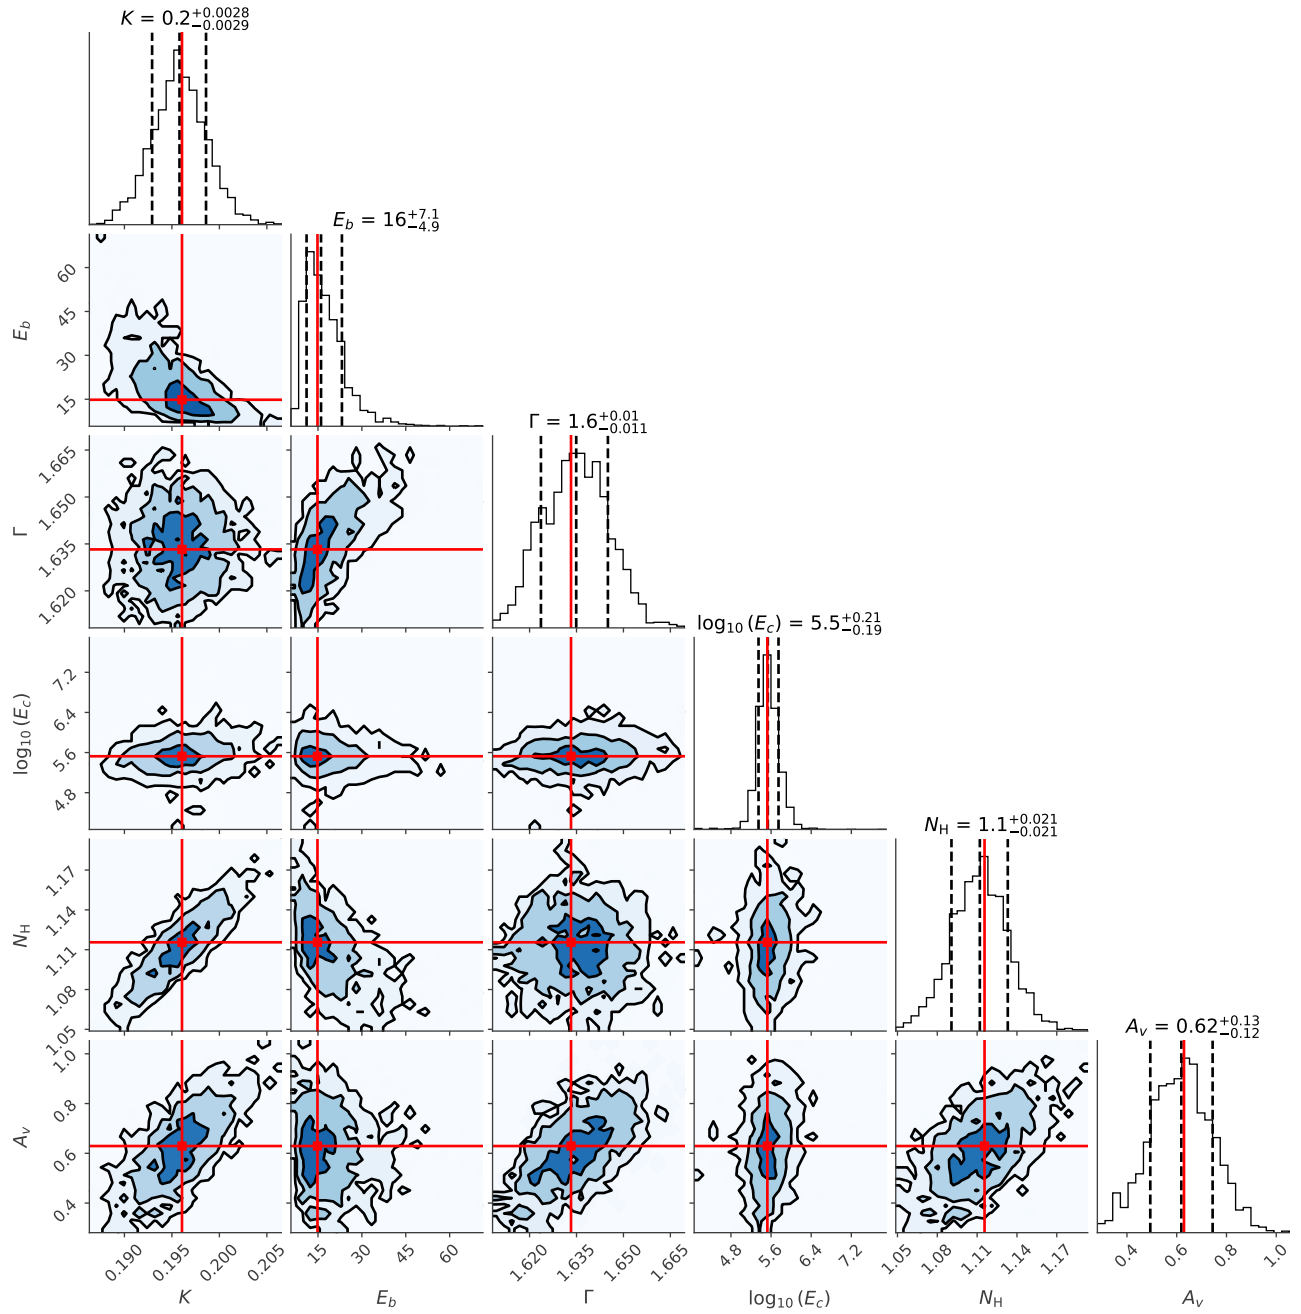 K = 0.2+0.0028 −0.0029
E_b = 16+7.1 −4.9
60
45
30
15
E_b
Γ = 1.6+0.01 −0.011
1.665
1.650
1.635
1.620
Γ
log10(E_c) = 5.5+0.21 −0.19
7.2
6.4
5.6
4.8
log10(E_c)
N_H = 1.1+0.021 −0.021
1.17
1.14
1.11
1.08
1.05
N_H
A_v = 0.62+0.13 −0.12
1.0
0.8
0.6
0.4
A_v
0.190 0.195 0.200 0.205 15 30 45 60 1.620 1.635 1.650 1.665 4.8 5.6 6.4 7.2 1.05 1.08 1.11 1.14 1.17 0.4 0.6 0.8 1.0
K E_b Γ log10(E_c) N_H A_v